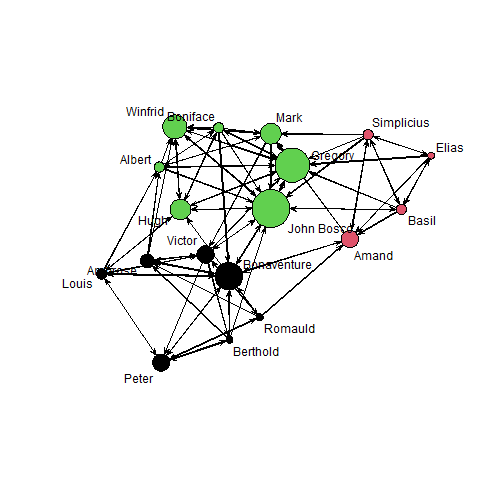 Winfrid
Boniface
Mark
Simplicius
Gregory
Elias
Albert
Hugh
John Bosco
Basil
Victor
Amand
Ambrose
Bonaventure
Louis
Romauld
Berthold
Peter